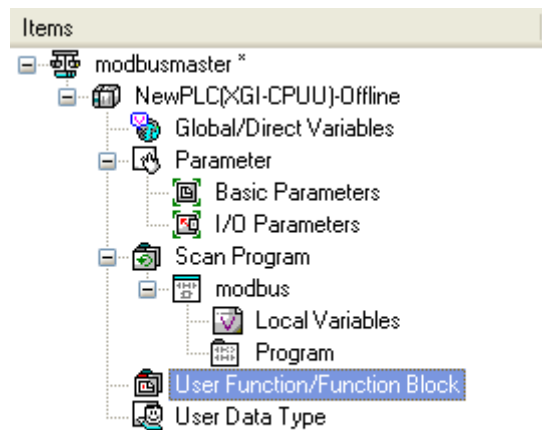 Items
modbusmaster *
NewPLC(XGI-CPUU)-Offline
Global/Direct Variables
Parameter
Basic Parameters
I/O Parameters
Scan Program
modbus
Local Variables
Program
User Function/Function Block
User Data Type